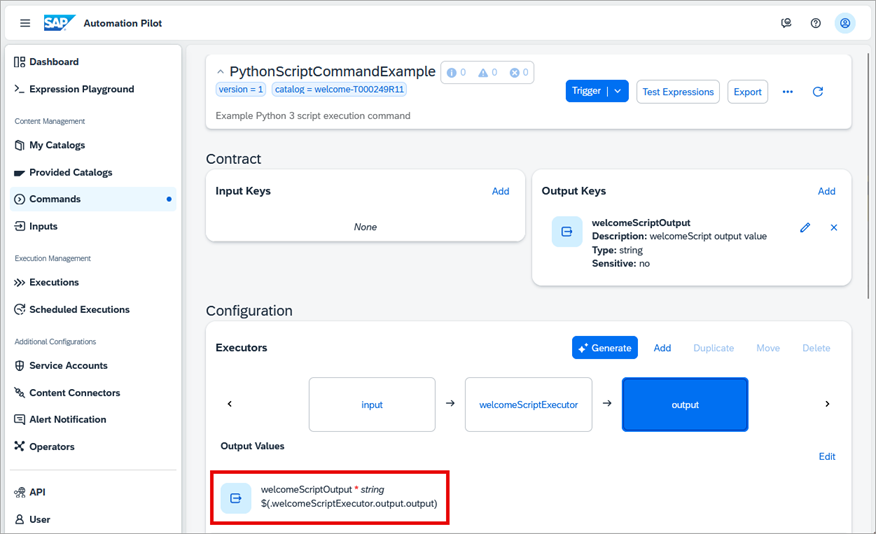 SAP Automation Pilot
Dashboard
Expression Playground
Content Management
My Catalogs
Provided Catalogs
Commands
Inputs
Execution Management
Executions
Scheduled Executions
Additional Configurations
Service Accounts
Content Connectors
Alert Notification
Operators
API
User
PythonScriptCommandExample 0 0 0
version = 1 catalog = welcome-T000249R11
Trigger Test Expressions Export
Example Python 3 script execution command
Contract
Input Keys Add
None
Output Keys Add
welcomeScriptOutput
Description: welcomeScript output value
Type: string
Sensitive: no
Configuration
Executors Generate Add Duplicate Move Delete
input welcomeScriptExecutor output
Output Values
Edit
welcomeScriptOutput * string
$(.welcomeScriptExecutor.output.output)